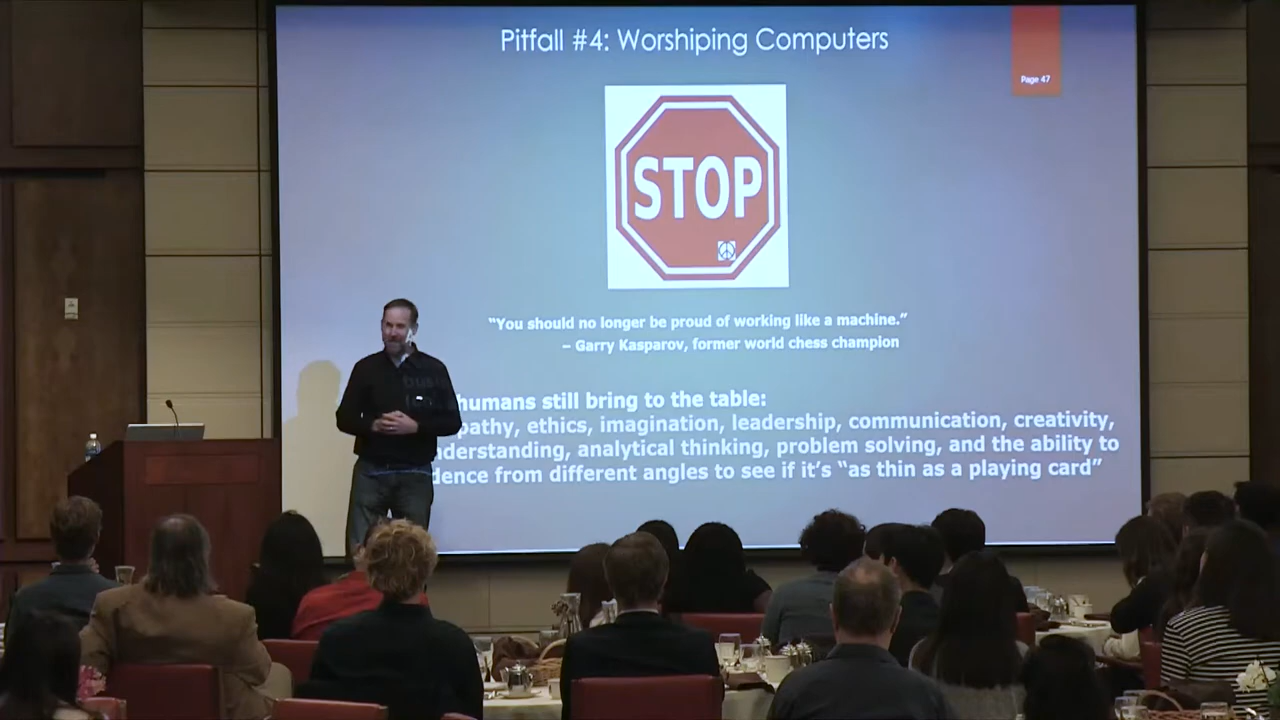 Pitfall #4: Worshiping Computers
Page 47
STOP
“You should no longer be proud of working like a machine.”
– Garry Kasparov, former world chess champion
humans still bring to the table:
pathy, ethics, imagination, leadership, communication, creativity,
nderstanding, analytical thinking, problem solving, and the ability to
dence from different angles to see if it’s “as thin as a playing card”